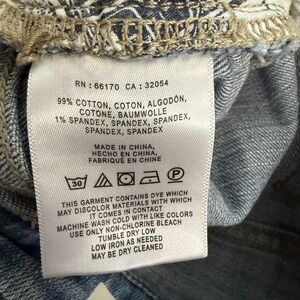 RN : 66170 CA : 32054
99% COTTON, COTON, ALGODÓN,
COTONE, BAUMWOLLE
1% SPANDEX, SPANDEX, SPANDEX,
SPANDEX, SPANDEX
MADE IN CHINA,
HECHO EN CHINA,
FABRIQUÉ EN CHINE
30
THIS GARMENT CONTAINS DYE WHICH
MAY DISCOLOR MATERIALS WITH WHICH
IT COMES IN CONTACT
MACHINE WASH COLD WITH LIKE COLORS
USE ONLY NON-CHLORINE BLEACH
TUMBLE DRY LOW
LOW IRON AS NEEDED
MAY BE DRY CLEANED